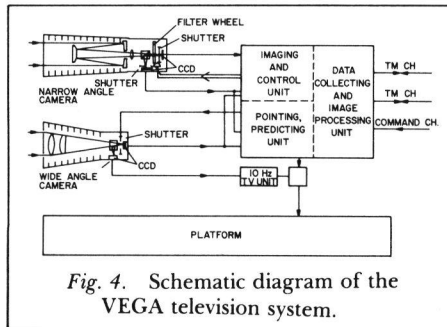 FILTER WHEEL
SHUTTER
CCD
SHUTTER
NARROW ANGLE
CAMERA
IMAGING
AND
CONTROL
UNIT
DATA
COLLECTING
AND
IMAGE
PROCESSING
UNIT
POINTING,
PREDICTING
UNIT
TM CH
TM CH
COMMAND CH.
SHUTTER
CCD
WIDE ANGLE
CAMERA
10 Hz
T.V UNIT
PLATFORM
Fig. 4. Schematic diagram of the
VEGA television system.